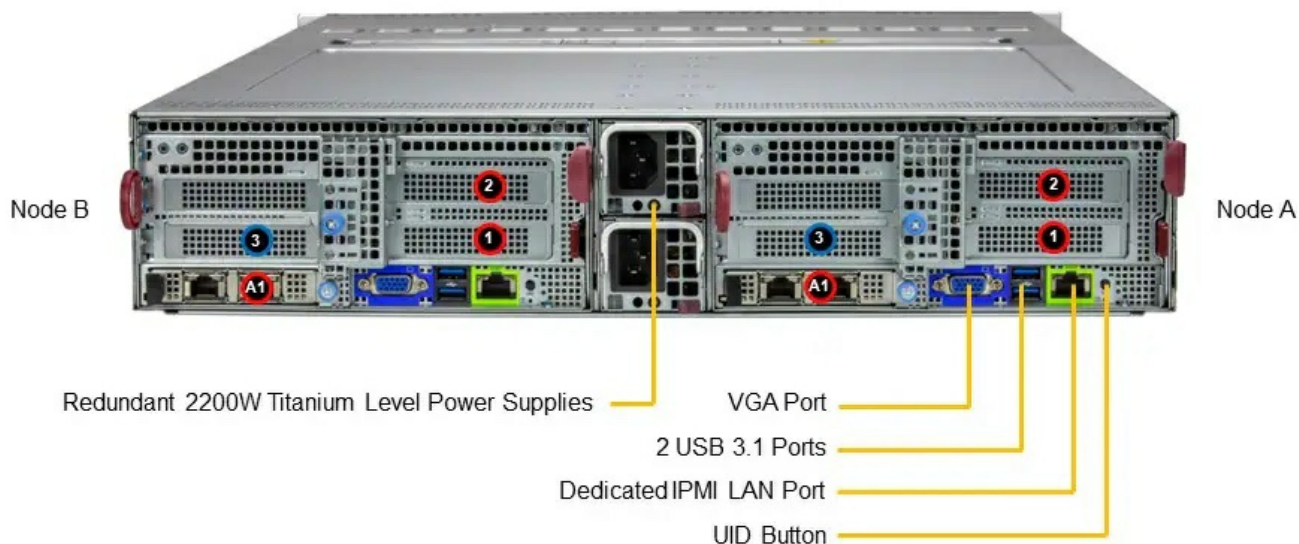 2
2
Node B
Node A
3
1
3
1
A1
A1
Redundant 2200W Titanium Level Power Supplies
VGA Port
2 USB 3.1 Ports
Dedicated IPMI LAN Port
UID Button